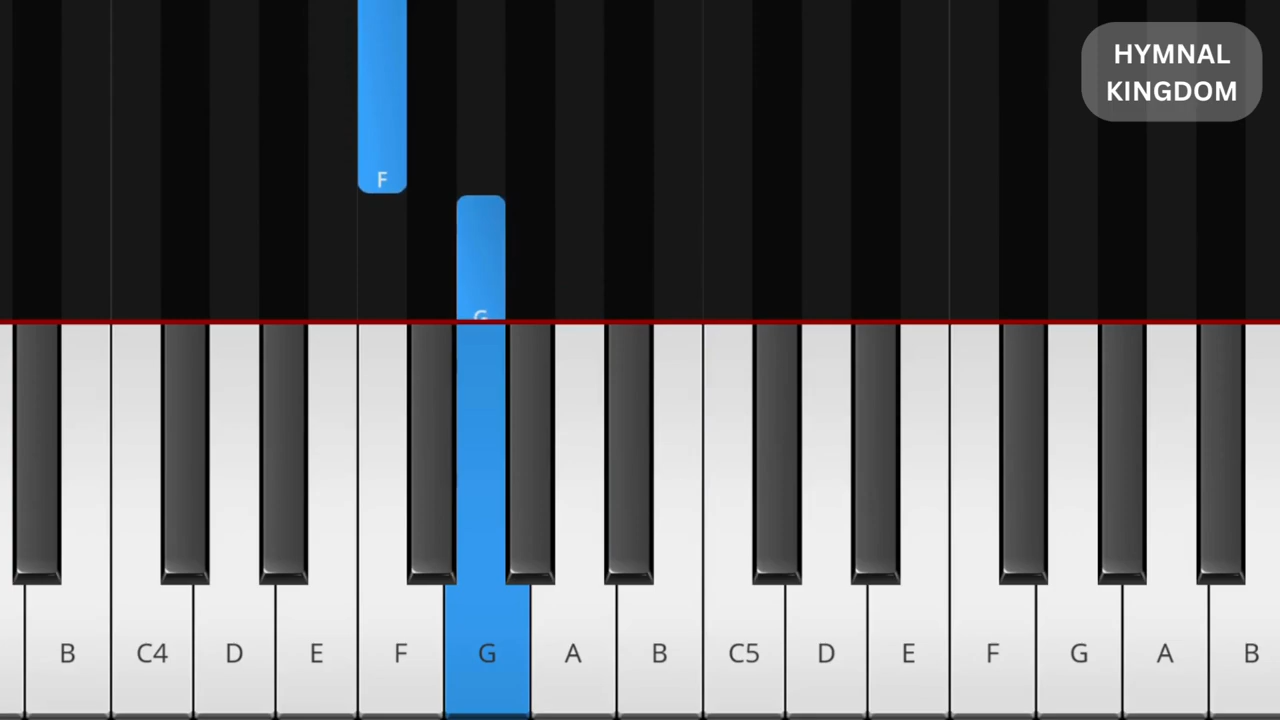 HYMNAL
KINGDOM
F
G
B C4 D E F G A B C5 D E F G A B